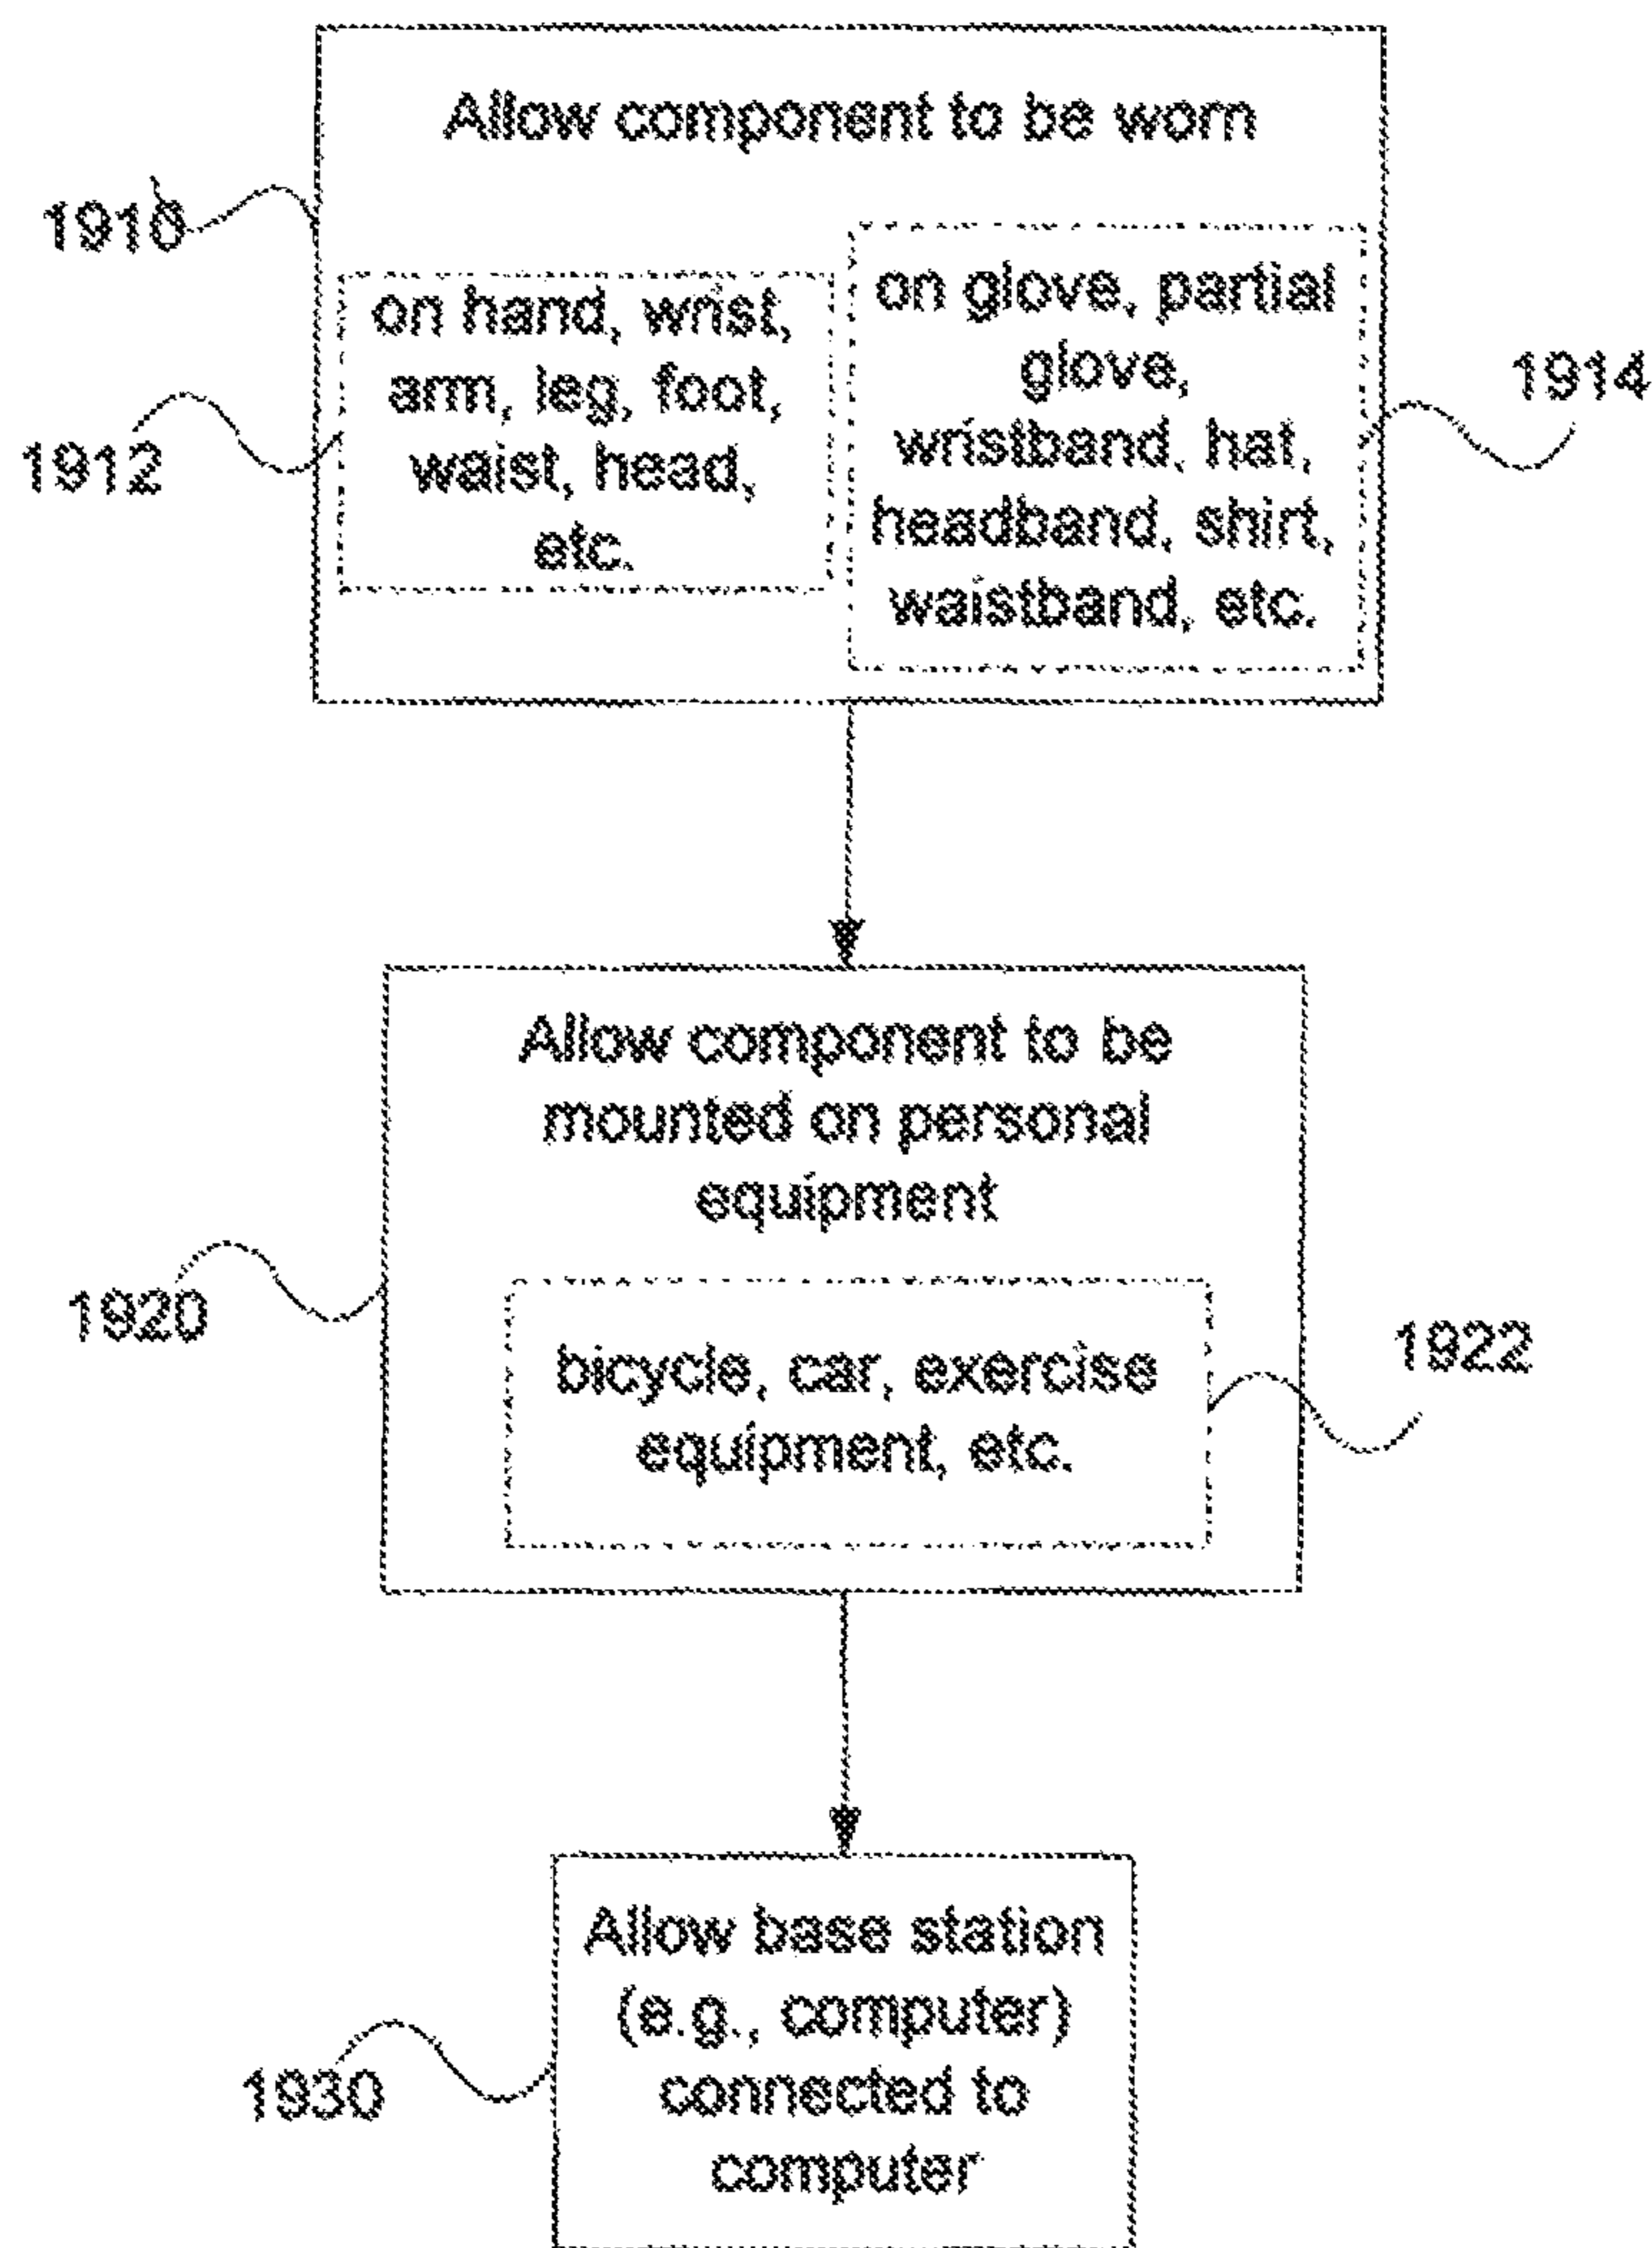 Allow component to be worn
1910
on hand, wrist,
arm, leg, foot,
waist, head,
etc.
1912
on glove, partial
glove,
wristband, hat,
headband, shirt,
waistband, etc.
1914
Allow component to be
mounted on personal
equipment
1920
bicycle, car, exercise
equipment, etc.
1922
Allow base station
(e.g., computer)
connected to
computer
1930